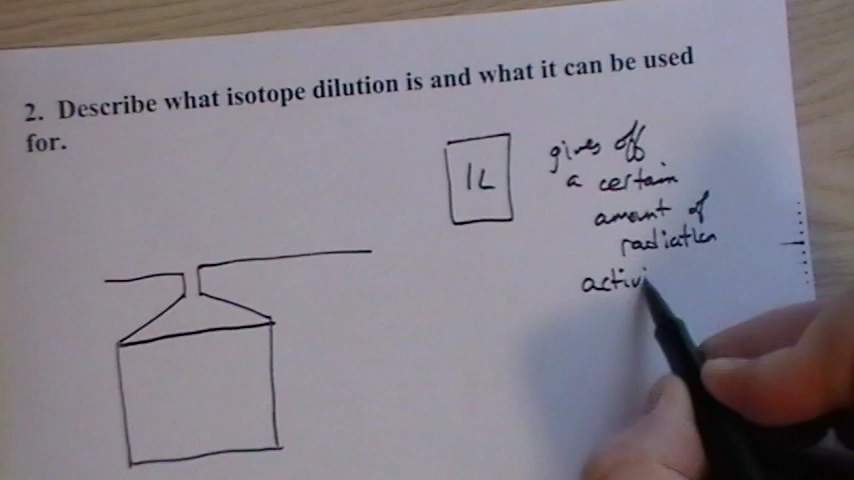 2. Describe what isotope dilution is and what it can be used
for.
1L
gives off
a certain
amount of
radiation
activi